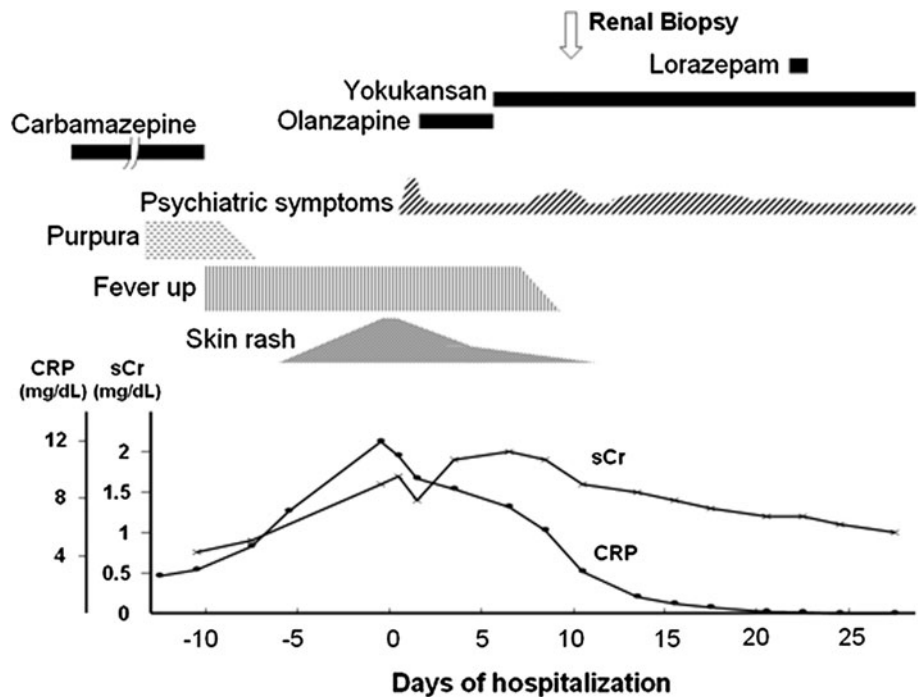 Renal Biopsy
Lorazepam
Yokukansan
Olanzapine
Carbamazepine
Psychiatric symptoms
Purpura
Fever up
Skin rash
CRP sCr
(mg/dL) (mg/dL)
12
2
sCr
1.5
8
1
CRP
4
0.5
0
-10 -5 0 5 10 15 20 25
Days of hospitalization